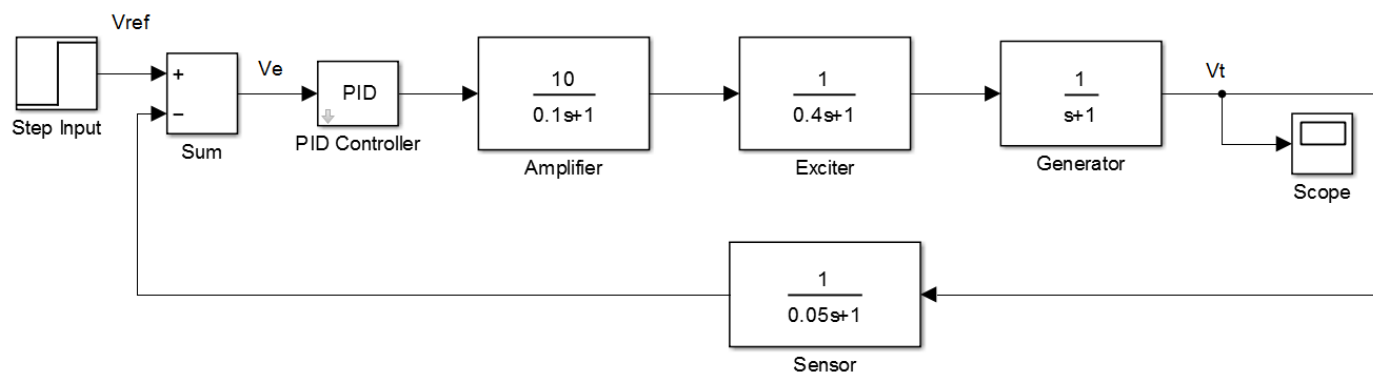 Vref
Step Input
+
−
Sum
Ve
PID
PID Controller
10
0.1s+1
Amplifier
1
0.4s+1
Exciter
1
s+1
Generator
Vt
Scope
1
0.05s+1
Sensor